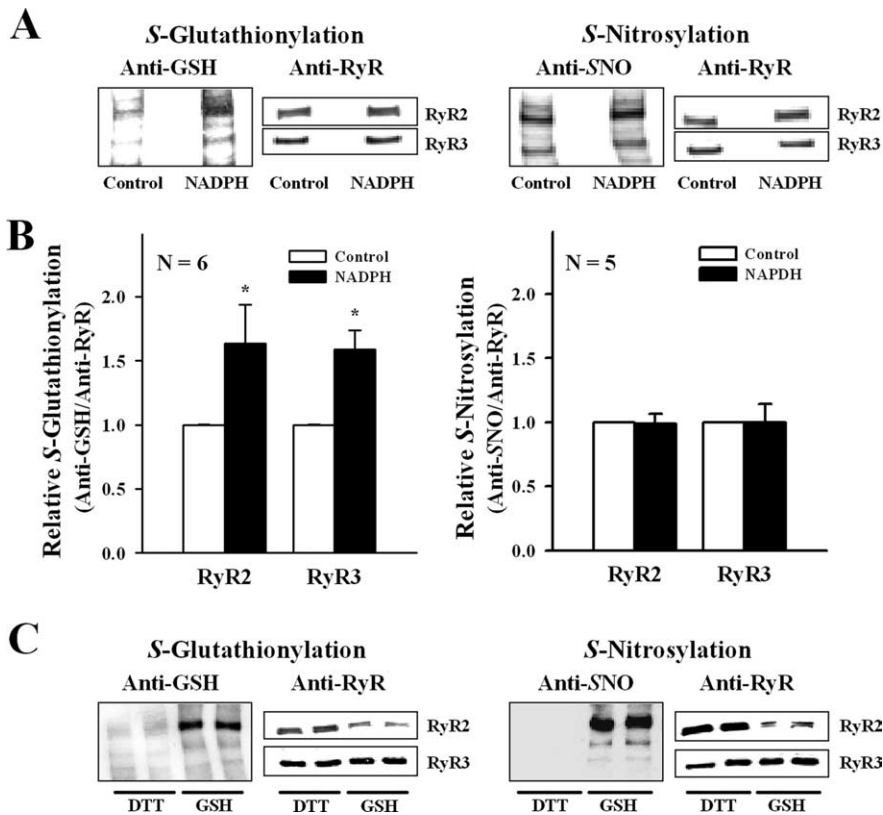 A
S-Glutathionylation
Anti-GSH Anti-RyR
RyR2
RyR3
Control NADPH Control NADPH
S-Nitrosylation
Anti-SNO Anti-RyR
RyR2
RyR3
Control NADPH Control NADPH
B
Relative S-Glutathionylation
(Anti-GSH/Anti-RyR)
2.0
1.5
1.0
0.5
0.0
N = 6
Control
NADPH
*
*
RyR2 RyR3
Relative S-Nitrosylation
(Anti-SNO/Anti-RyR)
2.0
1.5
1.0
0.5
0.0
N = 5
Control
NAPDH
RyR2 RyR3
C
S-Glutathionylation
Anti-GSH Anti-RyR
RyR2
RyR3
DTT GSH DTT GSH
S-Nitrosylation
Anti-SNO Anti-RyR
RyR2
RyR3
DTT GSH DTT GSH